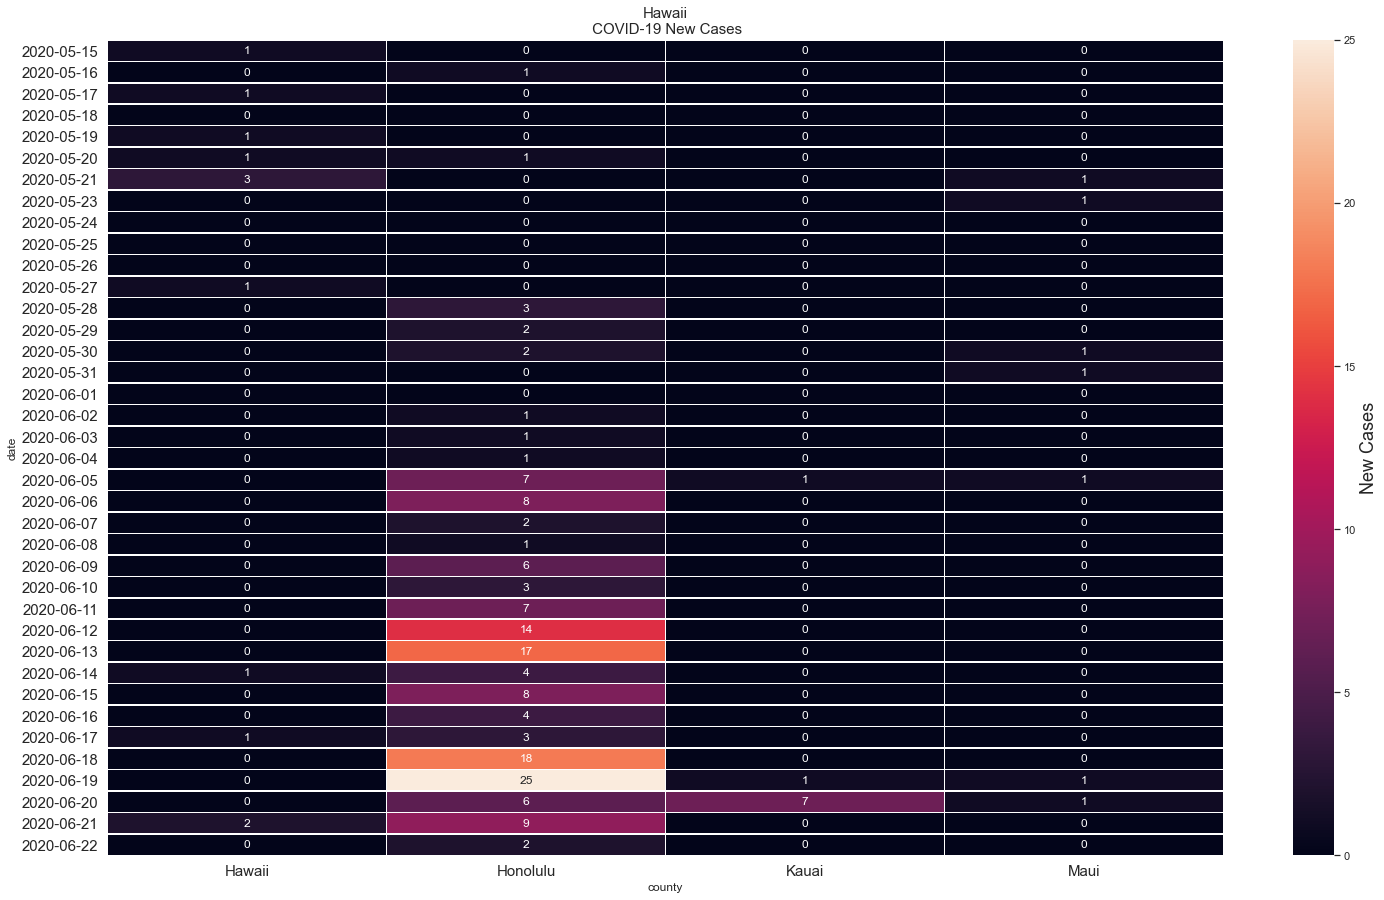 Hawaii
COVID-19 New Cases
2020-05-15 1 0 0 0
2020-05-16 0 1 0 0
2020-05-17 1 0 0 0
2020-05-18 0 0 0 0
2020-05-19 1 0 0 0
2020-05-20 1 1 0 0
2020-05-21 3 0 0 1
2020-05-23 0 0 0 1
2020-05-24 0 0 0 0
2020-05-25 0 0 0 0
2020-05-26 0 0 0 0
2020-05-27 1 0 0 0
2020-05-28 0 3 0 0
2020-05-29 0 2 0 0
2020-05-30 0 2 0 1
2020-05-31 0 0 0 1
2020-06-01 0 0 0 0
2020-06-02 0 1 0 0
2020-06-03 0 1 0 0
2020-06-04 0 1 0 0
2020-06-05 0 7 1 1
2020-06-06 0 8 0 0
2020-06-07 0 2 0 0
2020-06-08 0 1 0 0
2020-06-09 0 6 0 0
2020-06-10 0 3 0 0
2020-06-11 0 7 0 0
2020-06-12 0 14 0 0
2020-06-13 0 17 0 0
2020-06-14 1 4 0 0
2020-06-15 0 8 0 0
2020-06-16 0 4 0 0
2020-06-17 1 3 0 0
2020-06-18 0 18 0 0
2020-06-19 0 25 1 1
2020-06-20 0 6 7 1
2020-06-21 2 9 0 0
2020-06-22 0 2 0 0
Hawaii Honolulu Kauai Maui
county
date
25
20
15
10
5
0
New Cases